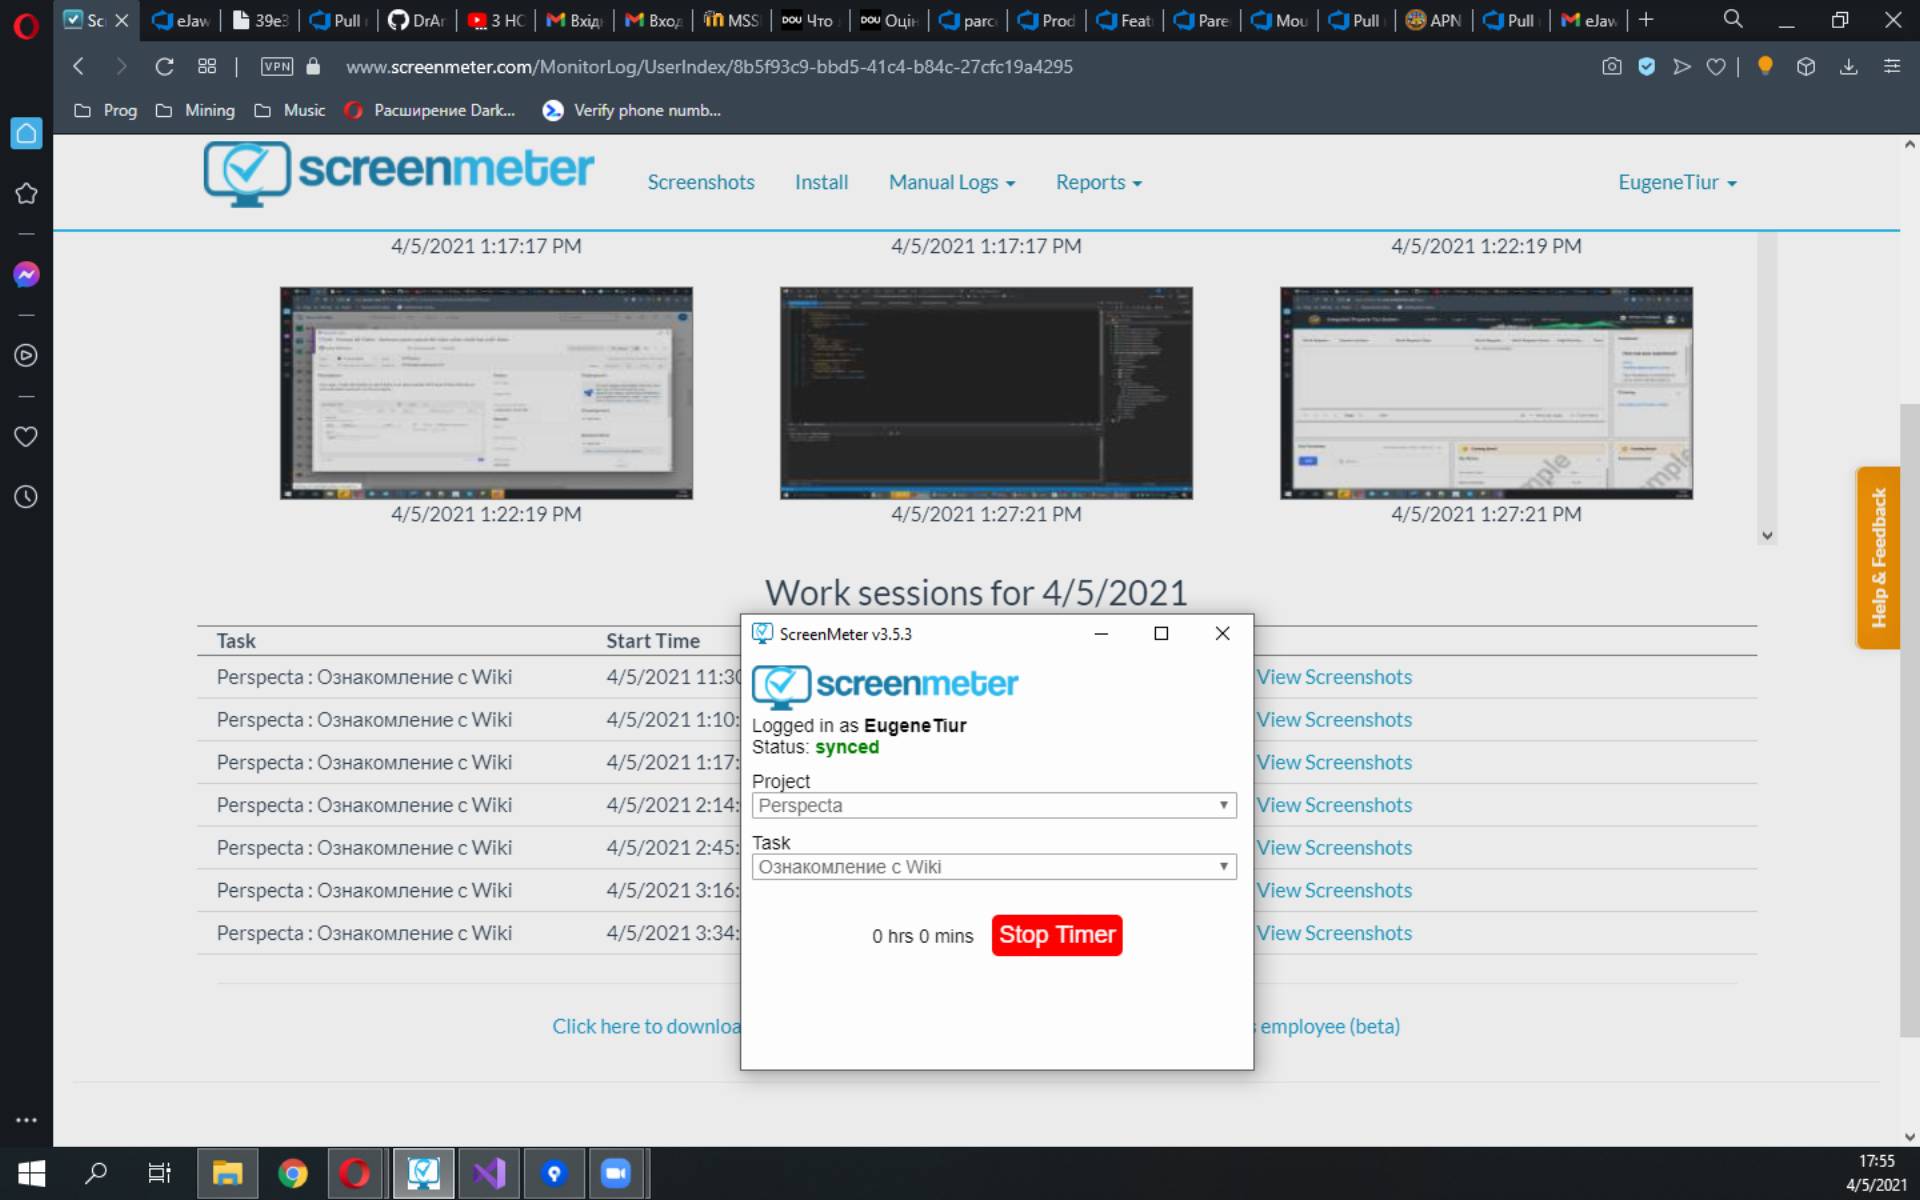 Sc
eJaw
39e3
Pull
DrAr
3 НС
Вхід
Вход
MSS
DOU Что
DOU Оцін
parc
Prod
Feat
Pare
Mou
Pull
APN
Pull
eJaw
VPN
www.screenmeter.com/MonitorLog/UserIndex/8b5f93c9-bbd5-41c4-b84c-27cfc19a4295
Prog
Mining
Music
Расширение Dark...
Verify phone numb...
screenmeter
Screenshots
Install
Manual Logs
Reports
EugeneTiur
4/5/2021 1:17:17 PM
4/5/2021 1:17:17 PM
4/5/2021 1:22:19 PM
4/5/2021 1:22:19 PM
4/5/2021 1:27:21 PM
4/5/2021 1:27:21 PM
Help & Feedback
Work sessions for 4/5/2021
Task
Start Time
Perspecta : Ознакомление с Wiki 4/5/2021 11:30 View Screenshots
Perspecta : Ознакомление с Wiki 4/5/2021 1:10: View Screenshots
Perspecta : Ознакомление с Wiki 4/5/2021 1:17: View Screenshots
Perspecta : Ознакомление с Wiki 4/5/2021 2:14: View Screenshots
Perspecta : Ознакомление с Wiki 4/5/2021 2:45: View Screenshots
Perspecta : Ознакомление с Wiki 4/5/2021 3:16: View Screenshots
Perspecta : Ознакомление с Wiki 4/5/2021 3:34: View Screenshots
Click here to downloa
s employee (beta)
ScreenMeter v3.5.3
screenmeter
Logged in as EugeneTiur
Status: synced
Project
Perspecta
Task
Ознакомление с Wiki
0 hrs 0 mins
Stop Timer
17:55
4/5/2021